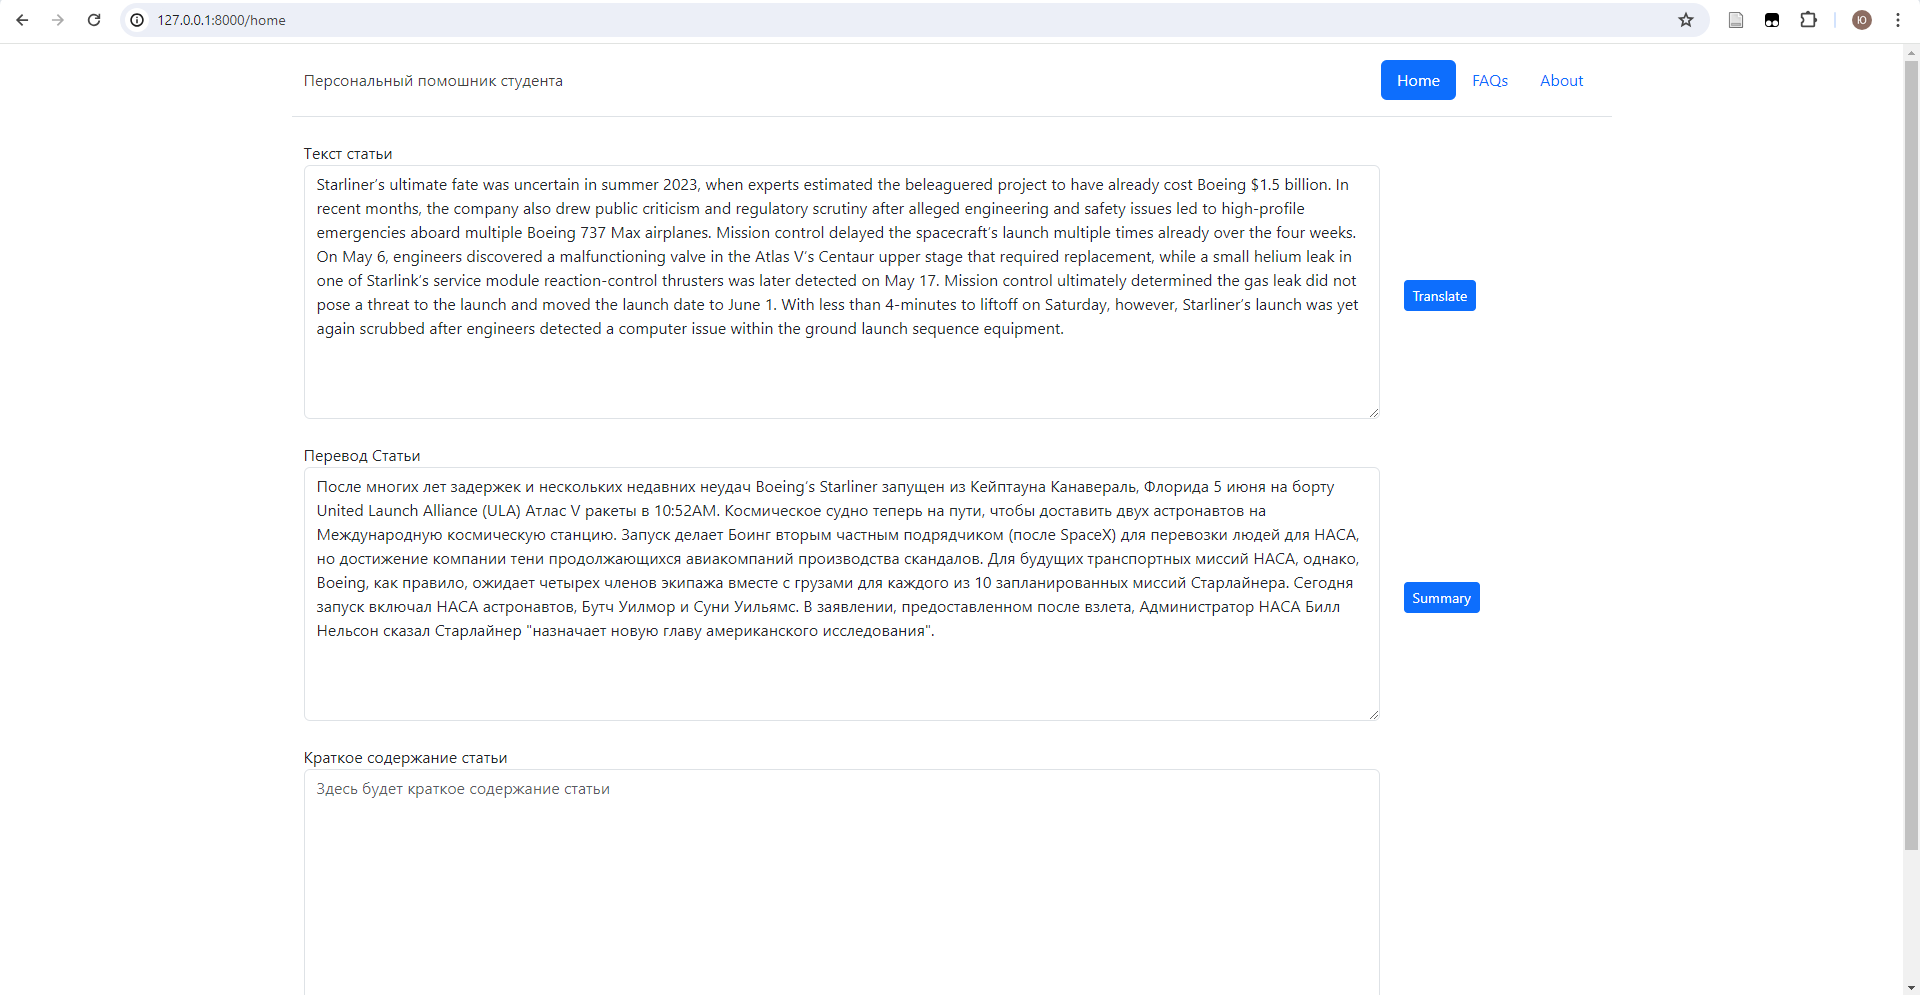 127.0.0.1:8000/home
Ю
Персональный помошник студента
Home
FAQs
About
Текст статьи
Starliner’s ultimate fate was uncertain in summer 2023, when experts estimated the beleaguered project to have already cost Boeing $1.5 billion. In
recent months, the company also drew public criticism and regulatory scrutiny after alleged engineering and safety issues led to high-profile
emergencies aboard multiple Boeing 737 Max airplanes. Mission control delayed the spacecraft’s launch multiple times already over the four weeks.
On May 6, engineers discovered a malfunctioning valve in the Atlas V’s Centaur upper stage that required replacement, while a small helium leak in
one of Starlink’s service module reaction-control thrusters was later detected on May 17. Mission control ultimately determined the gas leak did not
pose a threat to the launch and moved the launch date to June 1. With less than 4-minutes to liftoff on Saturday, however, Starliner’s launch was yet
again scrubbed after engineers detected a computer issue within the ground launch sequence equipment.
Translate
Перевод Статьи
После многих лет задержек и нескольких недавних неудач Boeing’s Starliner запущен из Кейптауна Канавераль, Флорида 5 июня на борту
United Launch Alliance (ULA) Атлас V ракеты в 10:52AM. Космическое судно теперь на пути, чтобы доставить двух астронавтов на
Международную космическую станцию. Запуск делает Боинг вторым частным подрядчиком (после SpaceX) для перевозки людей для НАСА,
но достижение компании тени продолжающихся авиакомпаний производства скандалов. Для будущих транспортных миссий НАСА, однако,
Boeing, как правило, ожидает четырех членов экипажа вместе с грузами для каждого из 10 запланированных миссий Старлайнера. Сегодня
запуск включал НАСА астронавтов, Бутч Уилмор и Суни Уильямс. В заявлении, предоставленном после взлета, Администратор НАСА Билл
Нельсон сказал Старлайнер "назначает новую главу американского исследования".
Summary
Краткое содержание статьи
Здесь будет краткое содержание статьи